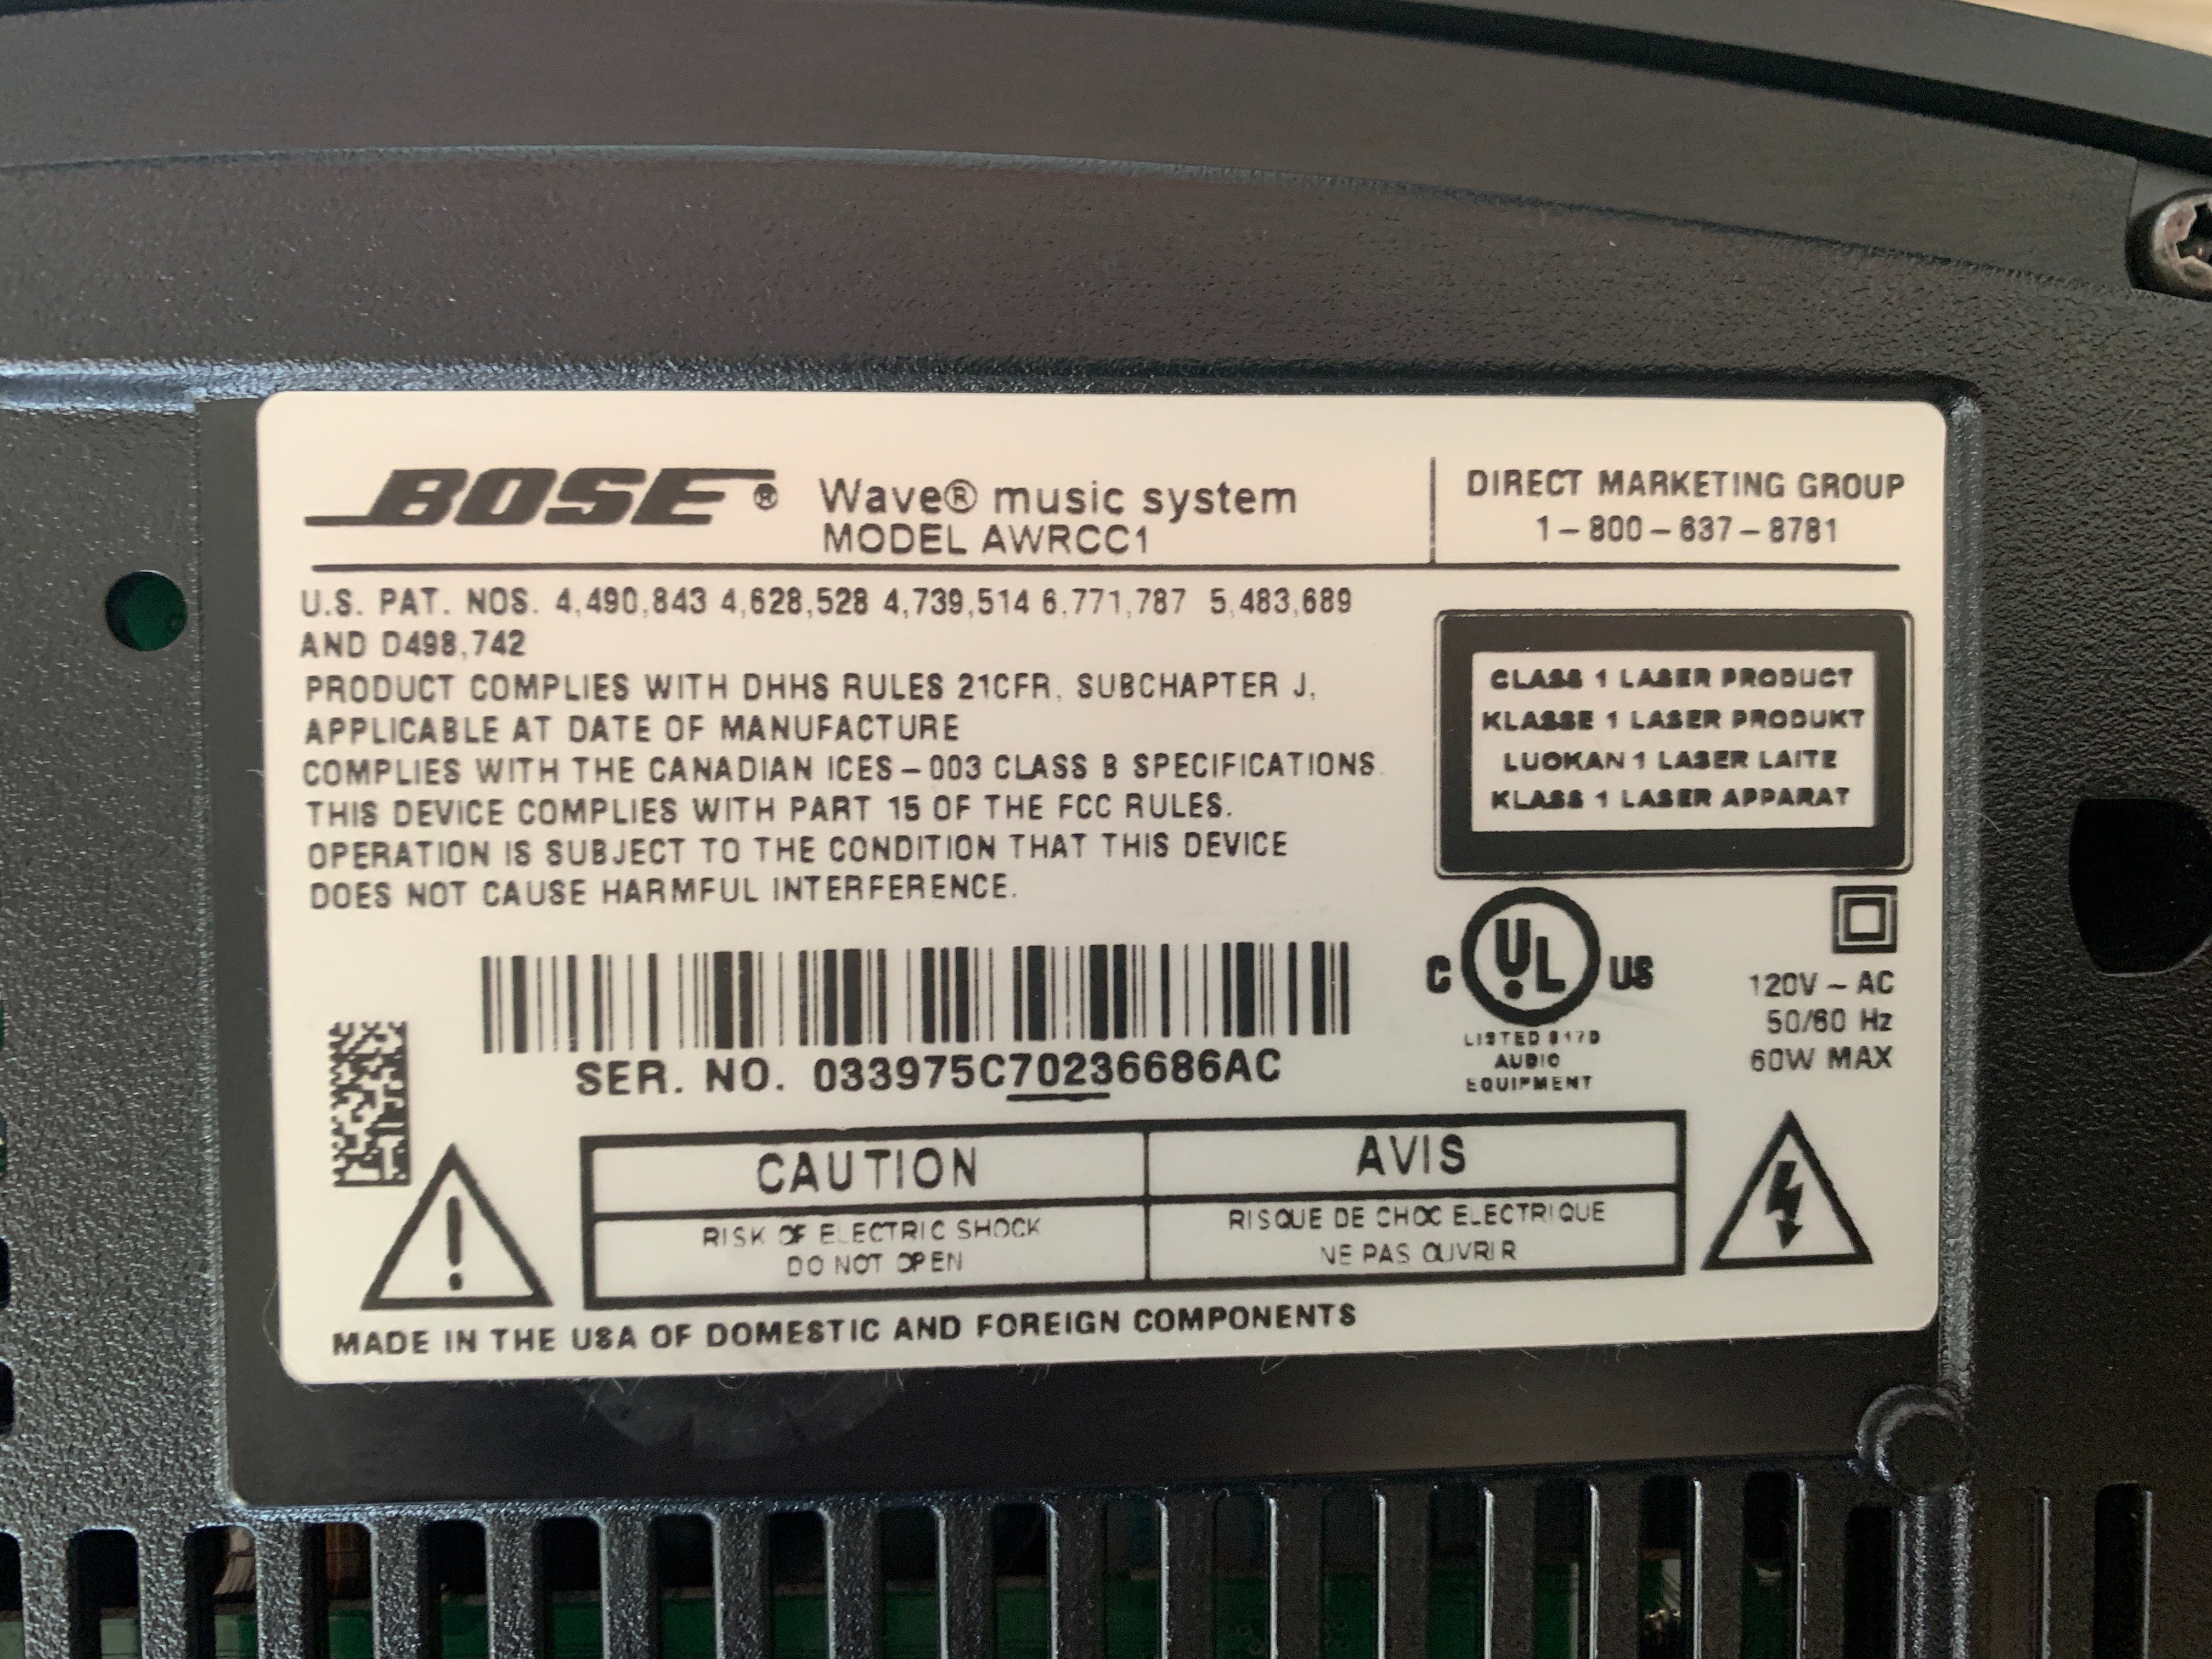 BOSE® Wave® music system
MODEL AWRCC1
DIRECT MARKETING GROUP
1-800-637-8781
U.S. PAT. NOS. 4,490,843 4,628,528 4,739,514 6,771,787 5,483,689
AND D498,742
PRODUCT COMPLIES WITH DHHS RULES 21CFR, SUBCHAPTER J,
APPLICABLE AT DATE OF MANUFACTURE
COMPLIES WITH THE CANADIAN ICES-003 CLASS B SPECIFICATIONS.
THIS DEVICE COMPLIES WITH PART 15 OF THE FCC RULES.
OPERATION IS SUBJECT TO THE CONDITION THAT THIS DEVICE
DOES NOT CAUSE HARMFUL INTERFERENCE.
CLASS 1 LASER PRODUCT
KLASSE 1 LASER PRODUKT
LUOKAN 1 LASER LAITE
KLASS 1 LASER APPARAT
C UL US
LISTED
AUDIO
EQUIPMENT
120V ~ AC
50/60 Hz
60W MAX
SER. NO. 033975C70236686AC
CAUTION
RISK OF ELECTRIC SHOCK
DO NOT OPEN
AVIS
RISQUE DE CHOC ELECTRIQUE
NE PAS OUVRIR
MADE IN THE USA OF DOMESTIC AND FOREIGN COMPONENTS